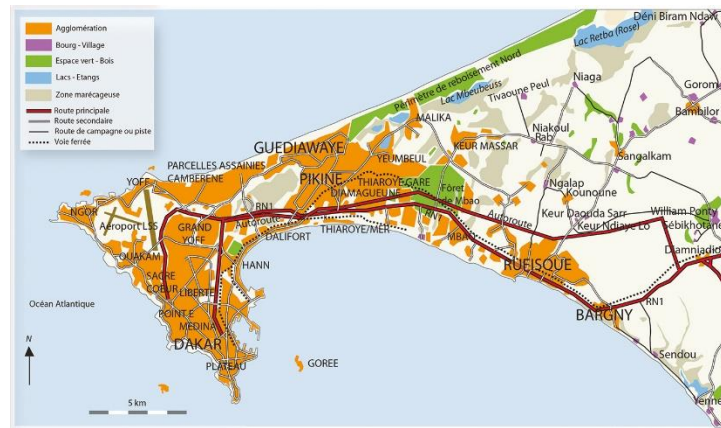 Agglomération
Bourg - Village
Espace vert - Bois
Lacs - Etangs
Zone marécageuse
Route principale
Route secondaire
Route de campagne ou piste
Voie ferrée
Déni Biram Ndaw
Lac Retba (Rose)
Périmètre de reboisement Nord
Lac Mbeubeuss
Tivaoune Peul
Niaga
Gorom
Bambilor
MALIKA
Niakoul
Rab
GUEDIAWAYE
KEUR MASSAR
Sangalkam
YEUMBEUL
PARCELLES ASSAINIES
CAMBERENE
PIKINE
THIAROYE GARE
DIAMAGUEUNE
Fôret
de Mbao
Ngalap
Kounoune
YOFF
NGOR
RN1
Autoroute
RN1
Autoroute
Keur Daouda Sarr
Keur Ndiaye Lo
William Ponty
Sébikhotane
Aéroport LSS
GRAND
YOFF
DALIFORT
THIAROYE/MER
MBAO
Diamniadio
OUAKAM
HANN
RUFISQUE
SACRE
COEUR
LIBERTE
Océan Atlantique
POINT E
MEDINA
BARGNY
RN1
DAKAR
PLATEAU
GOREE
Sendou
Yenne
N
5 km